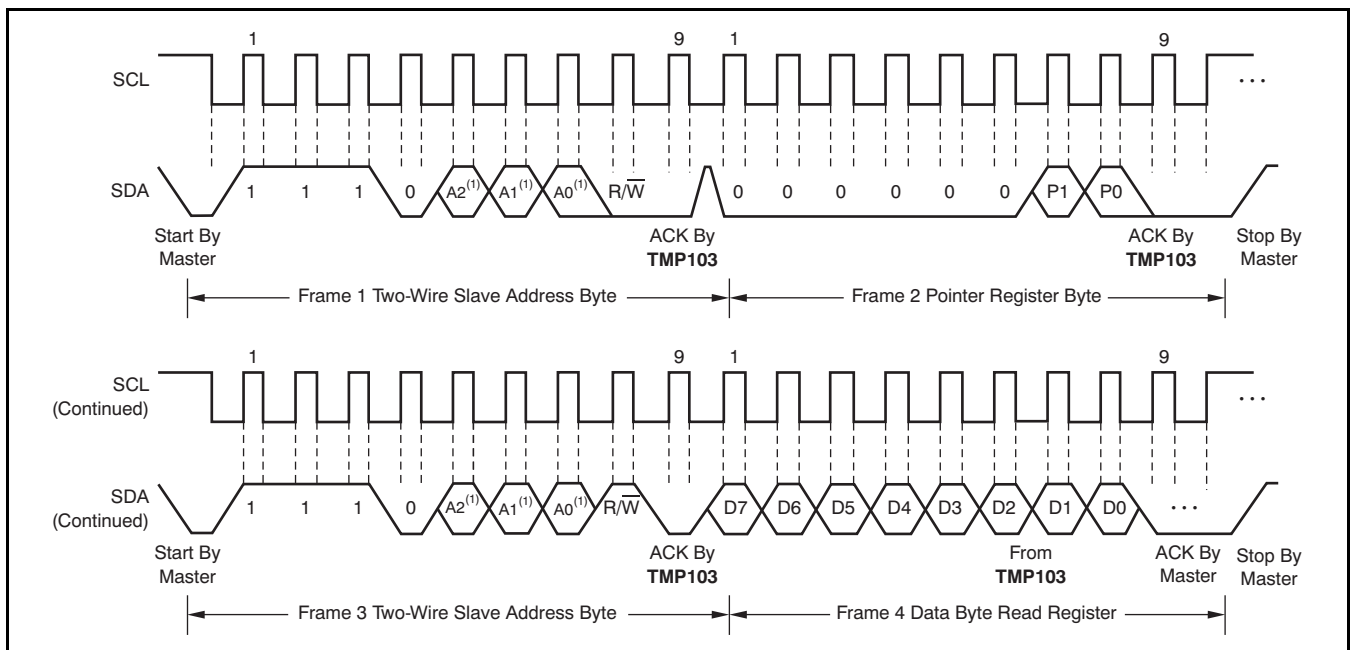 1 9 1 9
SCL ...
SDA 1 1 1 0 A2(1) A1(1) A0(1) R/W̅ 0 0 0 0 0 0 P1 P0
Start By Master ACK By TMP103 ACK By TMP103 Stop By Master
Frame 1 Two-Wire Slave Address Byte Frame 2 Pointer Register Byte
1 9 1 9
SCL (Continued) ...
SDA (Continued) 1 1 1 0 A2(1) A1(1) A0(1) R/W̅ D7 D6 D5 D4 D3 D2 D1 D0 ...
Start By Master ACK By TMP103 From TMP103 ACK By Master Stop By Master
Frame 3 Two-Wire Slave Address Byte Frame 4 Data Byte Read Register